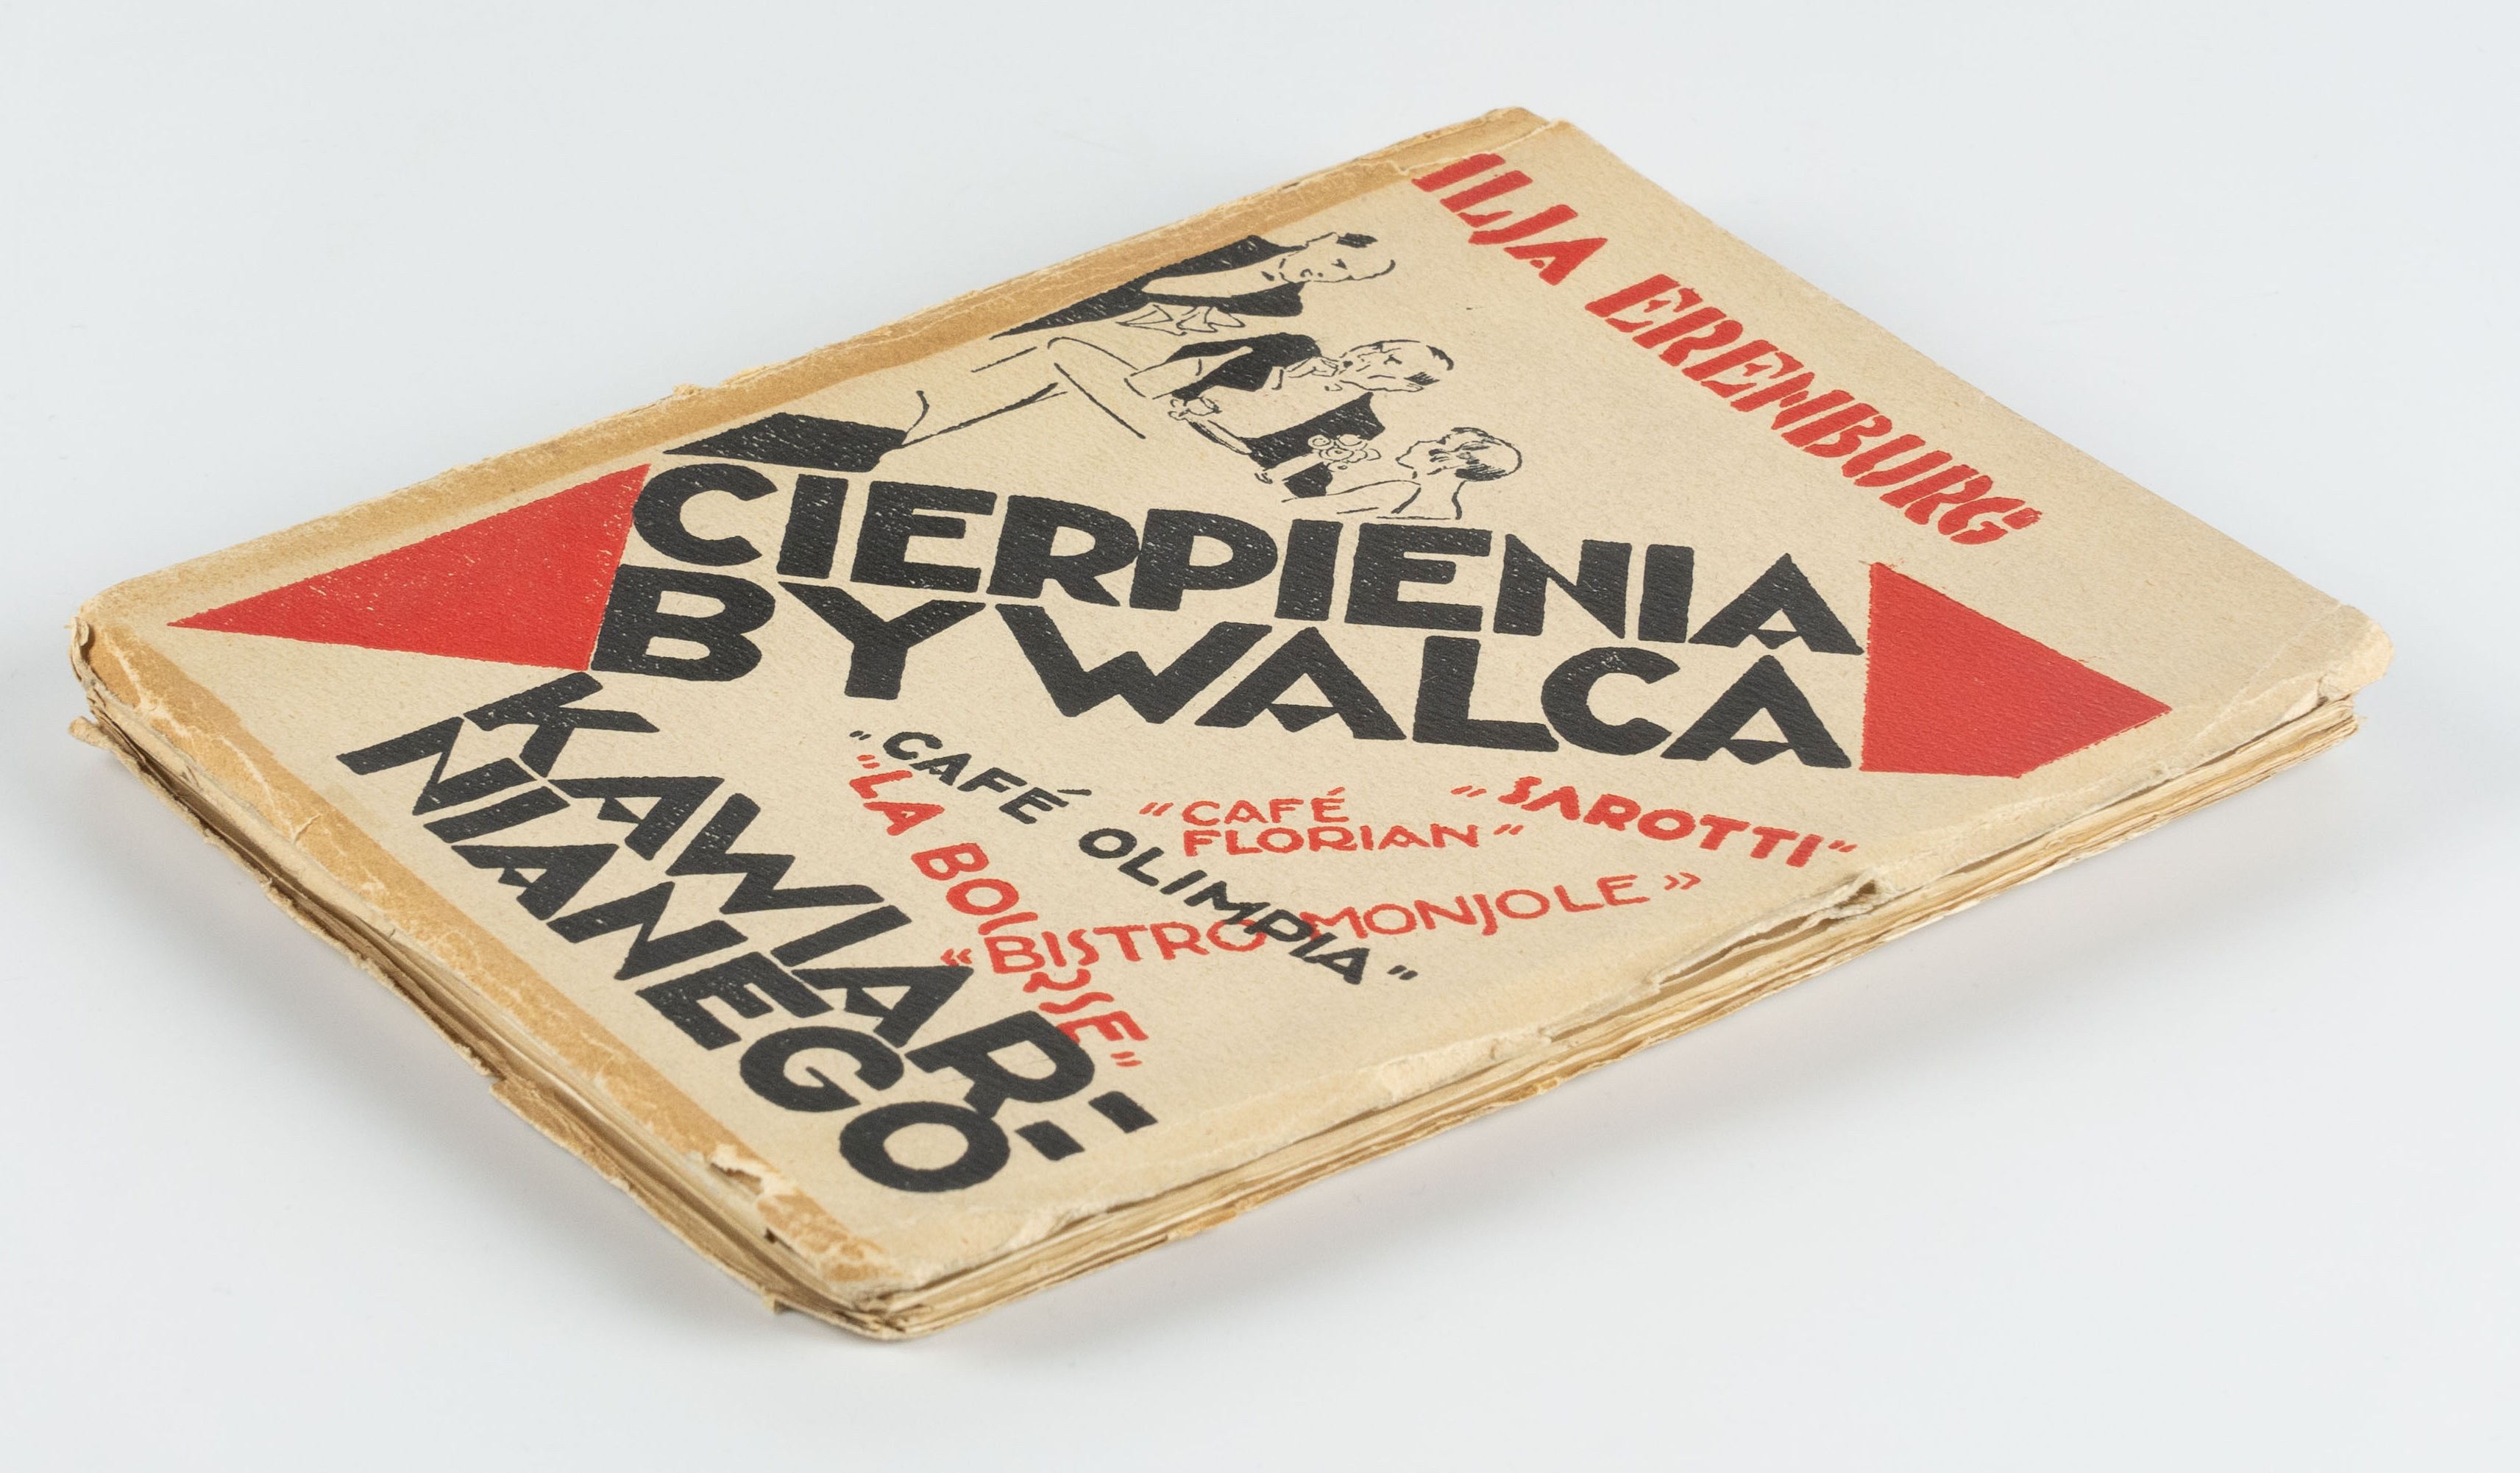 ILJA ERENBURG
CIERPIENIA
BYWALCA
KAWIAR-
NIANEGO
"CAFÉ OLIMPIA"
"LA BOURSE"
"CAFÉ
FLORIAN"
"SAROTTI"
"BISTRO MONJOLE»